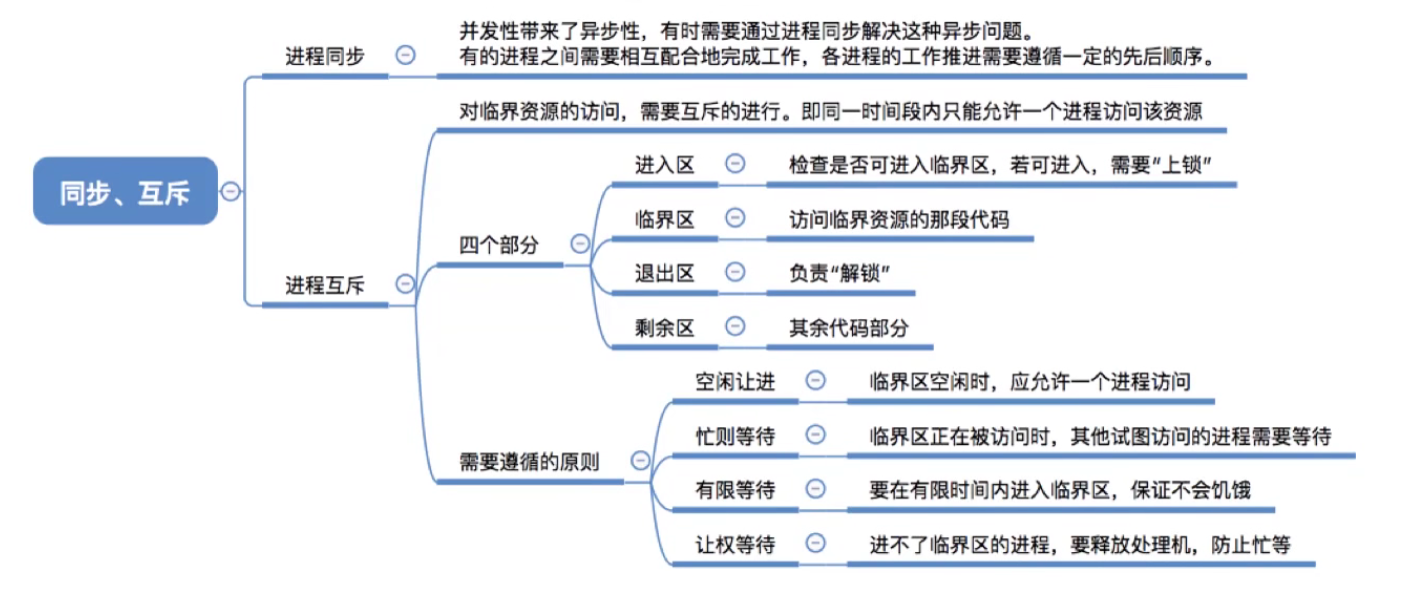 同步、互斥
进程同步
并发性带来了异步性，有时需要通过进程同步解决这种异步问题。
有的进程之间需要相互配合地完成工作，各进程的工作推进需要遵循一定的先后顺序。
进程互斥
对临界资源的访问，需要互斥的进行。即同一时间段内只能允许一个进程访问该资源
四个部分
进入区
检查是否可进入临界区，若可进入，需要“上锁”
临界区
访问临界资源的那段代码
退出区
负责“解锁”
剩余区
其余代码部分
需要遵循的原则
空闲让进
临界区空闲时，应允许一个进程访问
忙则等待
临界区正在被访问时，其他试图访问的进程需要等待
有限等待
要在有限时间内进入临界区，保证不会饥饿
让权等待
进不了临界区的进程，要释放处理机，防止忙等